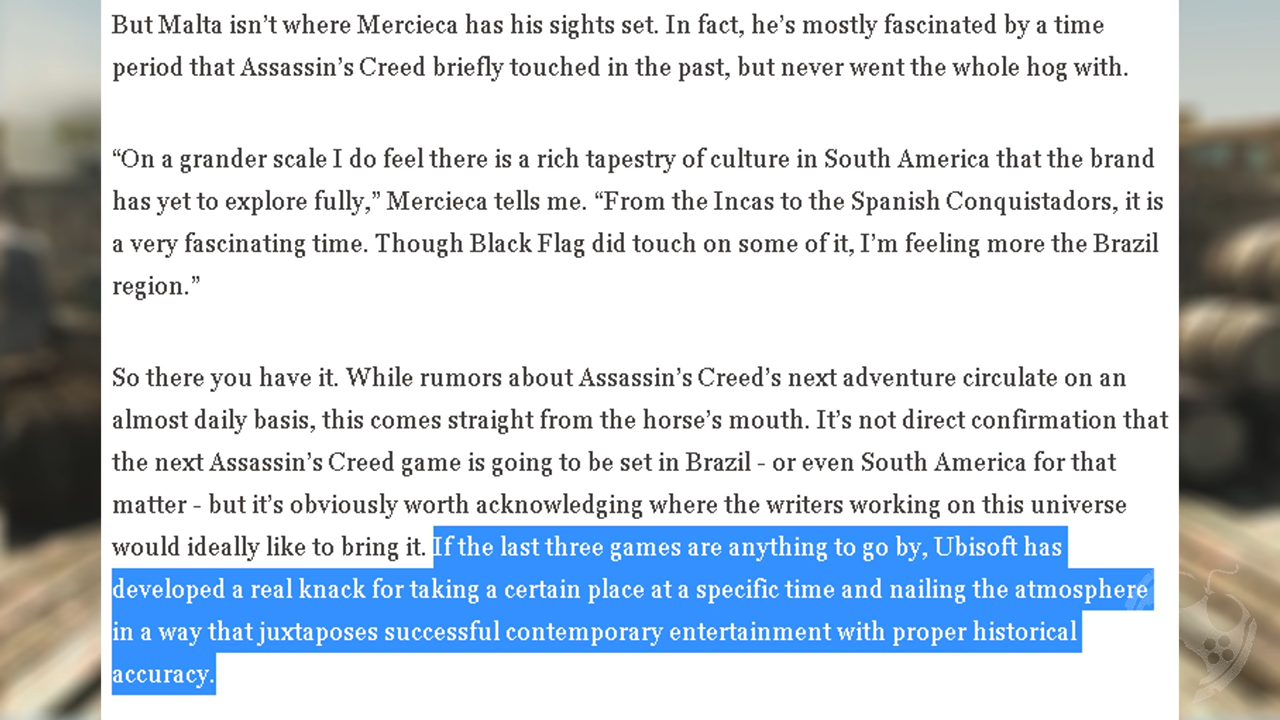 But Malta isn’t where Mercieca has his sights set. In fact, he’s mostly fascinated by a time
period that Assassin’s Creed briefly touched in the past, but never went the whole hog with.
“On a grander scale I do feel there is a rich tapestry of culture in South America that the brand
has yet to explore fully,” Mercieca tells me. “From the Incas to the Spanish Conquistadors, it is
a very fascinating time. Though Black Flag did touch on some of it, I’m feeling more the Brazil
region.”
So there you have it. While rumors about Assassin’s Creed’s next adventure circulate on an
almost daily basis, this comes straight from the horse’s mouth. It’s not direct confirmation that
the next Assassin’s Creed game is going to be set in Brazil - or even South America for that
matter - but it’s obviously worth acknowledging where the writers working on this universe
would ideally like to bring it. If the last three games are anything to go by, Ubisoft has
developed a real knack for taking a certain place at a specific time and nailing the atmosphere
in a way that juxtaposes successful contemporary entertainment with proper historical
accuracy.